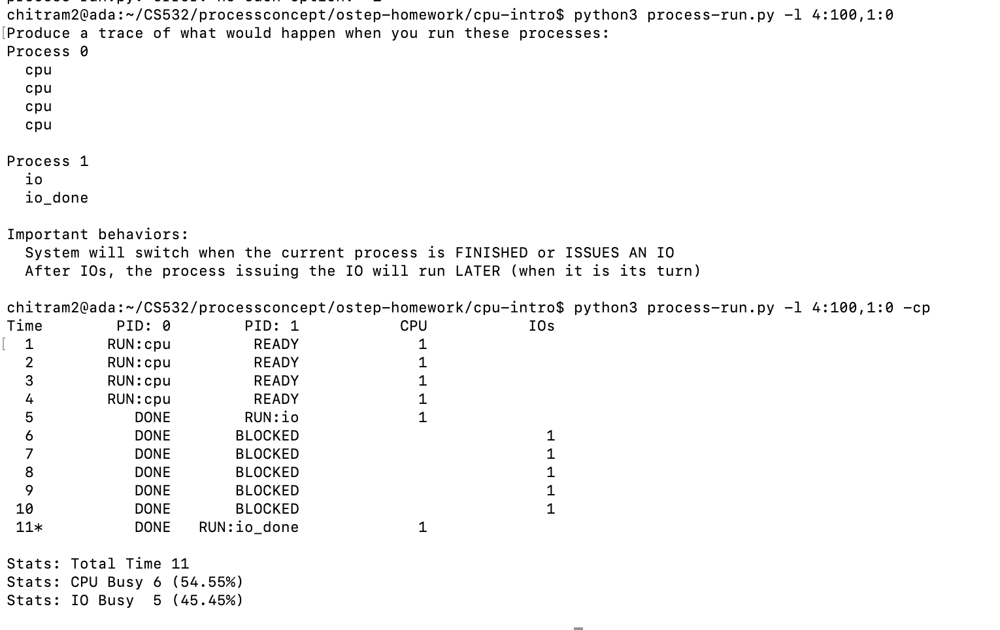 chitram2@ada:~/CS532/processconcept/ostep-homework/cpu-intro$ python3 process-run.py -l 4:100,1:0
[Produce a trace of what would happen when you run these processes:
Process 0
  cpu
  cpu
  cpu
  cpu

Process 1
  io
  io_done

Important behaviors:
  System will switch when the current process is FINISHED or ISSUES AN IO
  After IOs, the process issuing the IO will run LATER (when it is its turn)

chitram2@ada:~/CS532/processconcept/ostep-homework/cpu-intro$ python3 process-run.py -l 4:100,1:0 -cp
Time        PID: 0        PID: 1           CPU           IOs
[ 1        RUN:cpu         READY             1
  2        RUN:cpu         READY             1
  3        RUN:cpu         READY             1
  4        RUN:cpu         READY             1
  5           DONE        RUN:io             1
  6           DONE       BLOCKED                           1
  7           DONE       BLOCKED                           1
  8           DONE       BLOCKED                           1
  9           DONE       BLOCKED                           1
 10           DONE       BLOCKED                           1
 11*          DONE   RUN:io_done             1

Stats: Total Time 11
Stats: CPU Busy 6 (54.55%)
Stats: IO Busy  5 (45.45%)